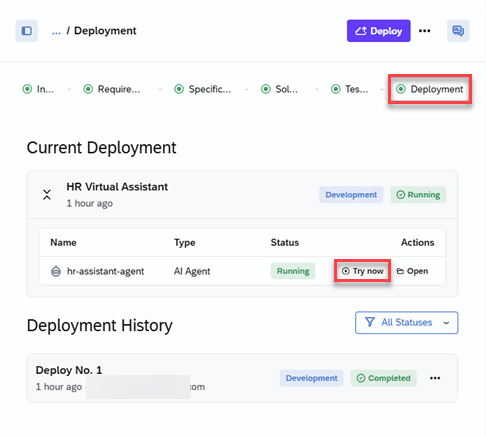 ... / Deployment
Deploy
In... - Require... - Specific... - Sol... - Tes... - Deployment
Current Deployment
HR Virtual Assistant
1 hour ago
Development
Running
Name Type Status Actions
hr-assistant-agent AI Agent Running Try now Open
Deployment History
All Statuses
Deploy No. 1
1 hour ago - .com
Development
Completed